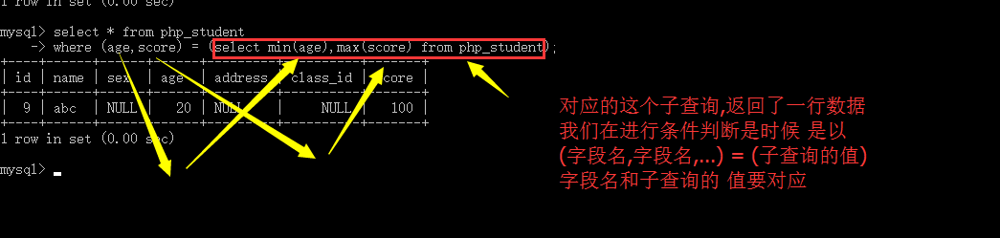 1 row in set (0.00 sec)
mysql> select * from php_student
    -> where (age,score) = (select min(age),max(score) from php_student);
+----+------+------+------+---------+----------+-------+
| id | name | sex | age | address | class_id | score |
+----+------+------+------+---------+----------+-------+
| 9 | abc | NULL | 20 | NULL | NULL | 100 |
+----+------+------+------+---------+----------+-------+
1 row in set (0.00 sec)
mysql>
对应的这个子查询,返回了一行数据
我们在进行条件判断是时候 是以
(字段名,字段名,...) = (子查询的值)
字段名和子查询的 值要对应